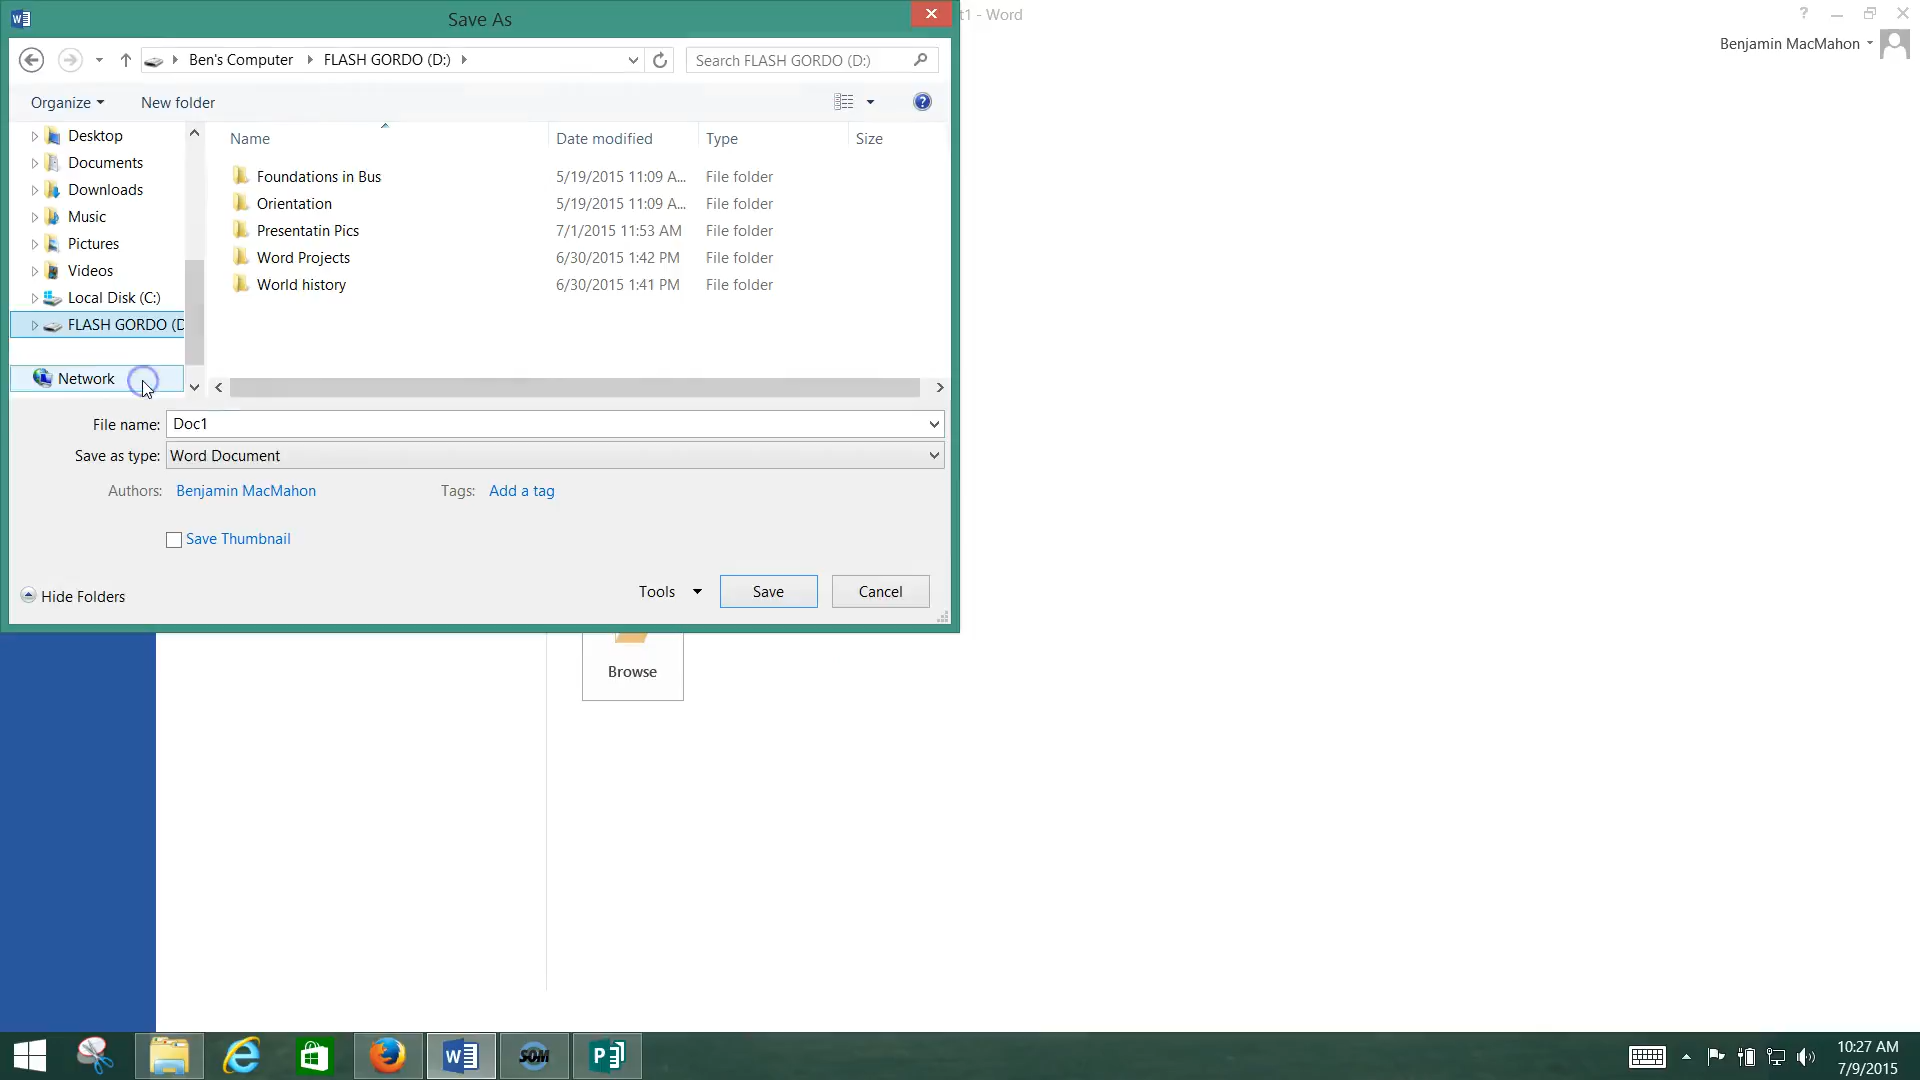 Save As
t1 - Word
?
Benjamin MacMahon
Ben's Computer FLASH GORDO (D:)
Search FLASH GORDO (D:)
Organize New folder
?
Name Date modified Type Size
Desktop
Documents
Downloads
Music
Pictures
Videos
Local Disk (C:)
FLASH GORDO (D
Network
Foundations in Bus 5/19/2015 11:09 A... File folder
Orientation 5/19/2015 11:09 A... File folder
Presentatin Pics 7/1/2015 11:53 AM File folder
Word Projects 6/30/2015 1:42 PM File folder
World history 6/30/2015 1:41 PM File folder
File name: Doc1
Save as type: Word Document
Authors: Benjamin MacMahon Tags: Add a tag
Save Thumbnail
Hide Folders
Tools Save Cancel
Browse
SOM
10:27 AM
7/9/2015